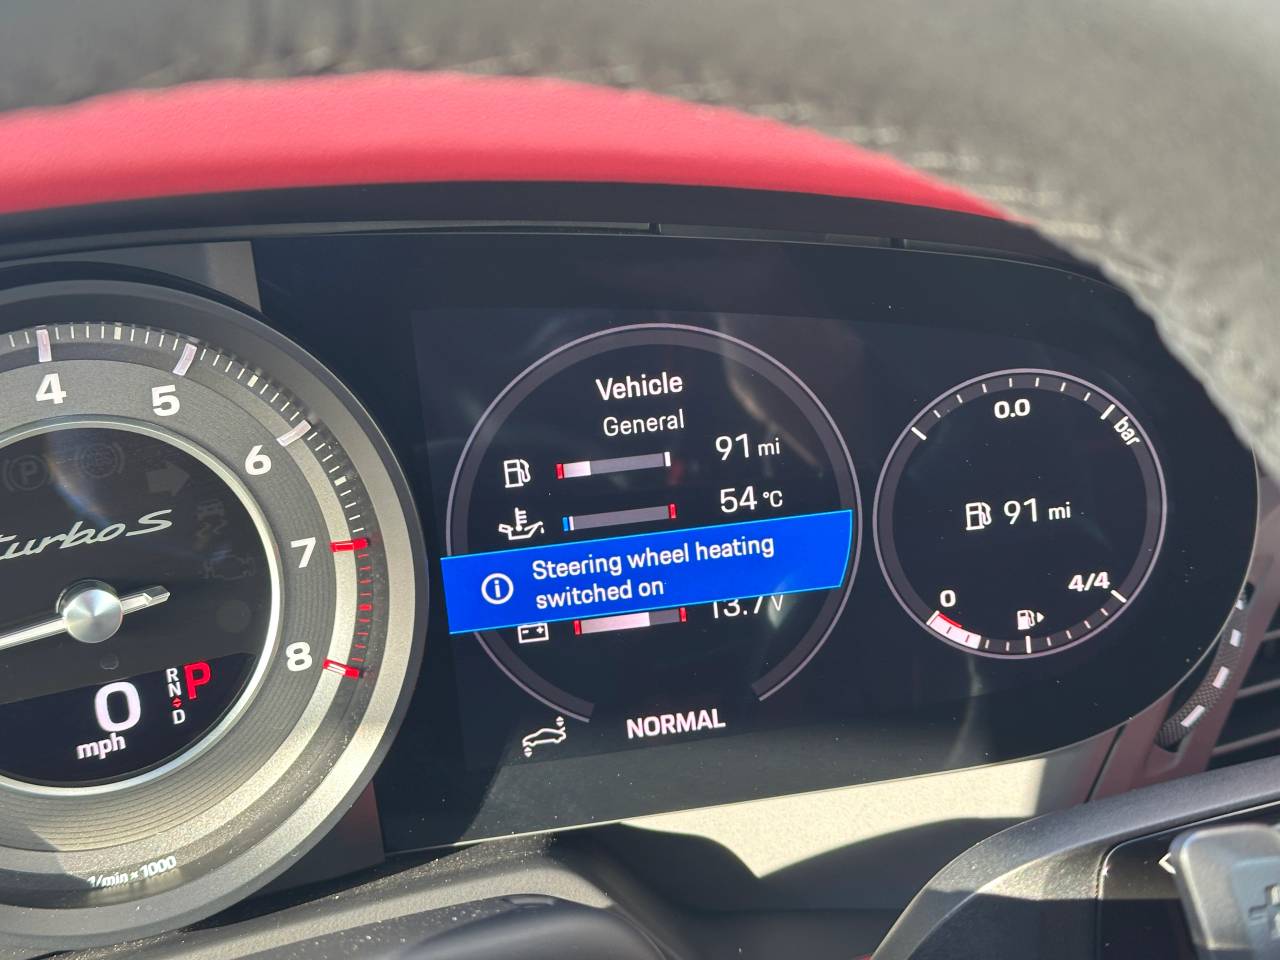 4
5
6
7
8
turbo S
0
mph
R
N
D
P
1/min × 1000
Vehicle
General
91 mi
54 °C
Steering wheel heating
switched on
13.7V
NORMAL
0.0
bar
91 mi
0
4/4